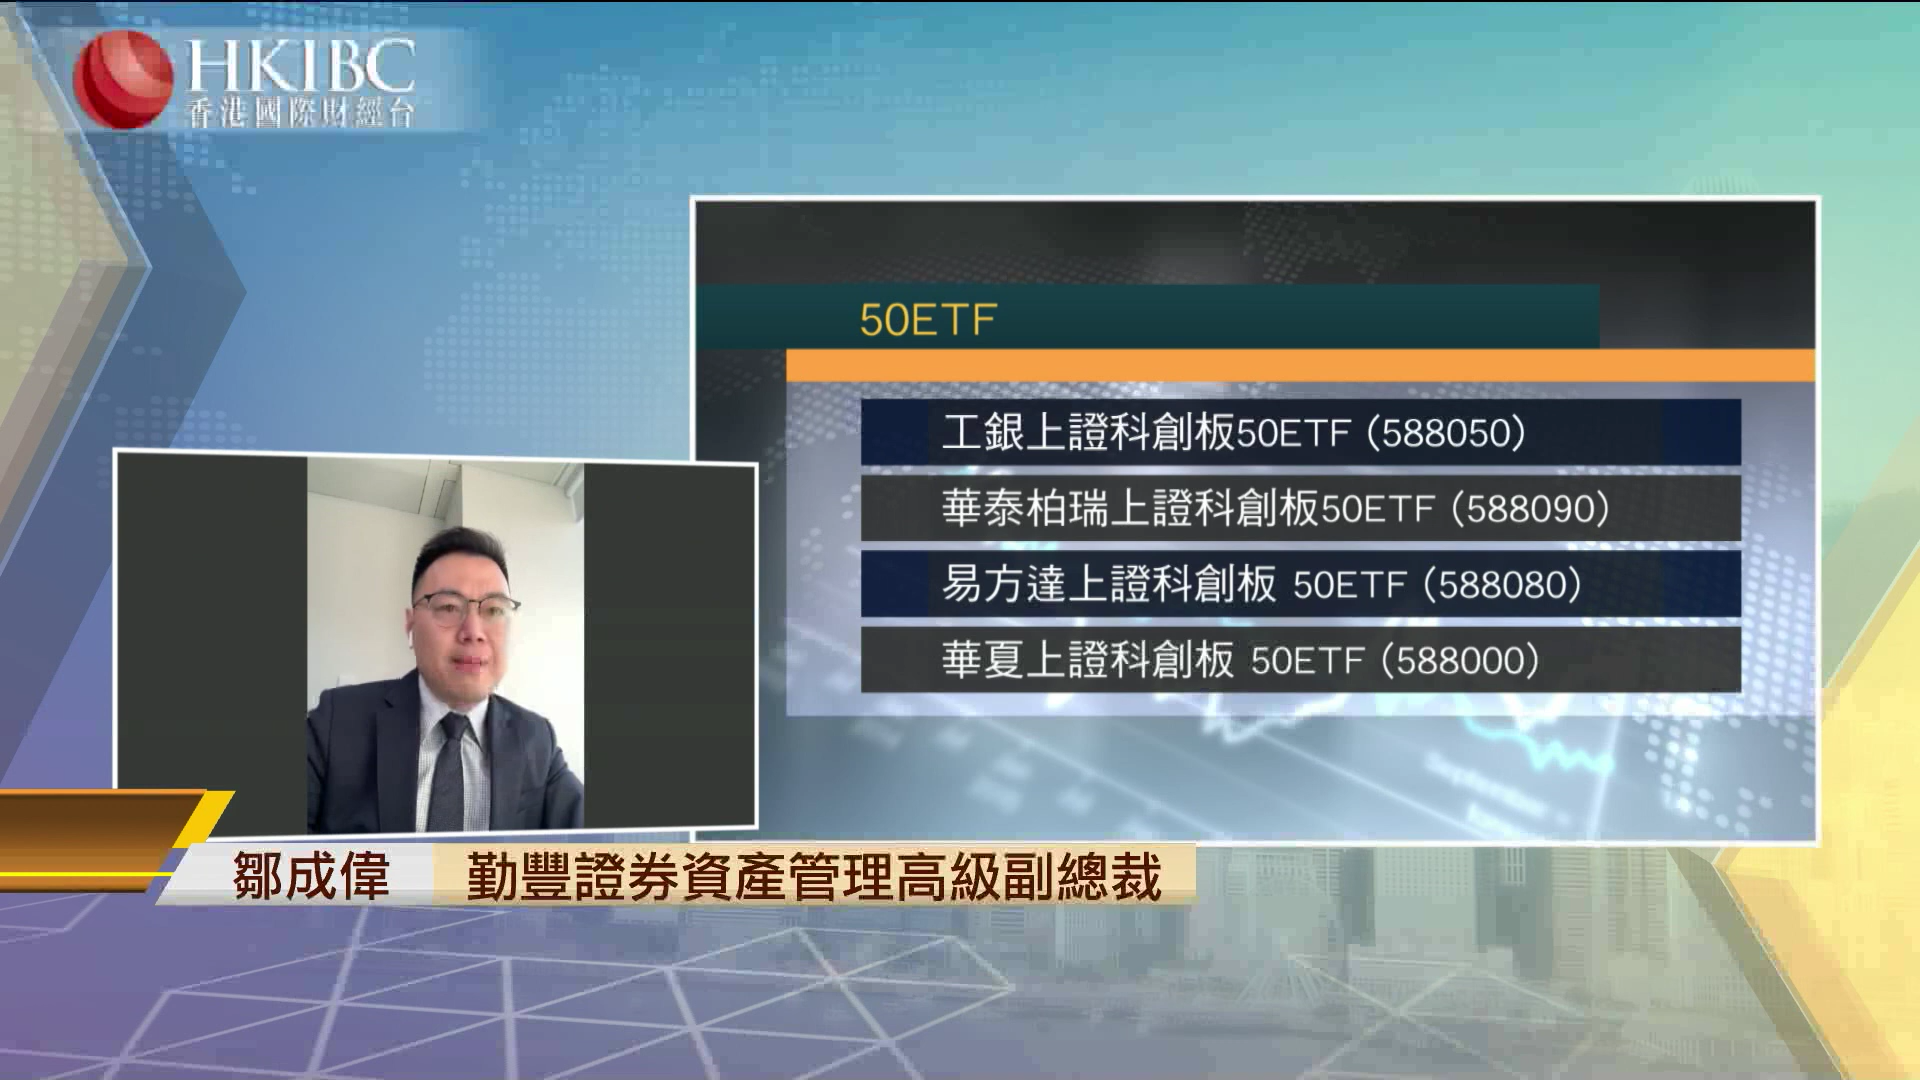 HKIBC
香港國際財經台
50ETF
工銀上證科創板50ETF (588050)
華泰柏瑞上證科創板50ETF (588090)
易方達上證科創板 50ETF (588080)
華夏上證科創板 50ETF (588000)
September
鄒成偉 勤豐證券資產管理高級副總裁